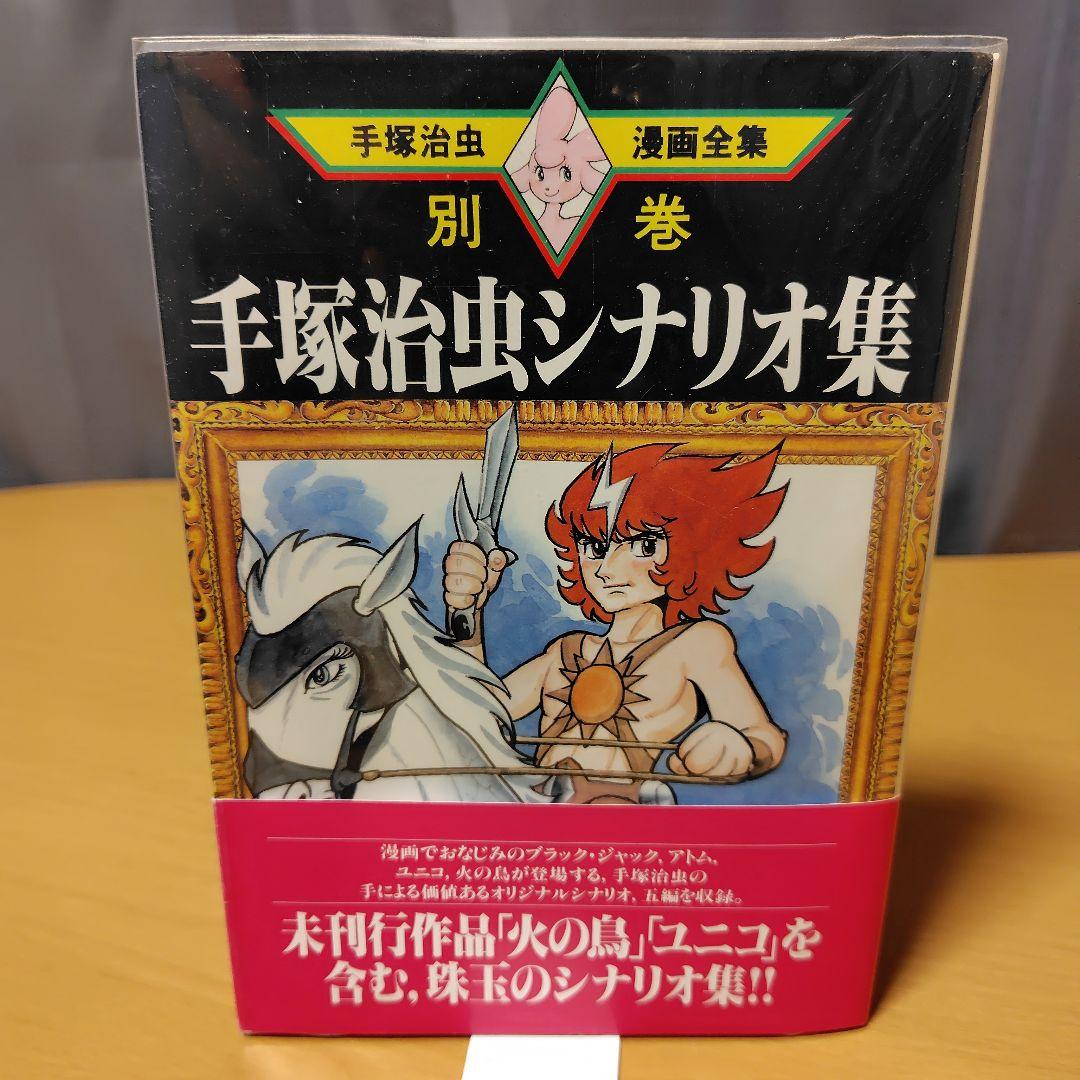 手塚治虫 漫画全集
別巻
手塚治虫シナリオ集
漫画でおなじみのブラック・ジャック,アトム,
ユニコ,火の鳥が登場する,手塚治虫の
手による価値あるオリジナルシナリオ,五編を収録。
未刊行作品「火の鳥」「ユニコ」を
含む,珠玉のシナリオ集!!